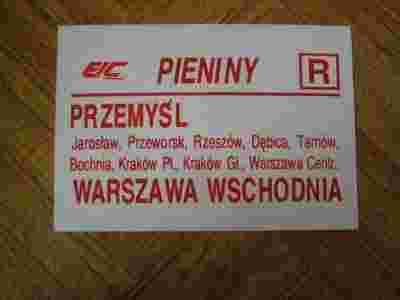 EIC PIENINY R
PRZEMYŚL
Jarosław, Przeworsk, Rzeszów, Dębica, Tarnów,
Bochnia, Kraków Pł., Kraków Gł., Warszawa Centr.
WARSZAWA WSCHODNIA